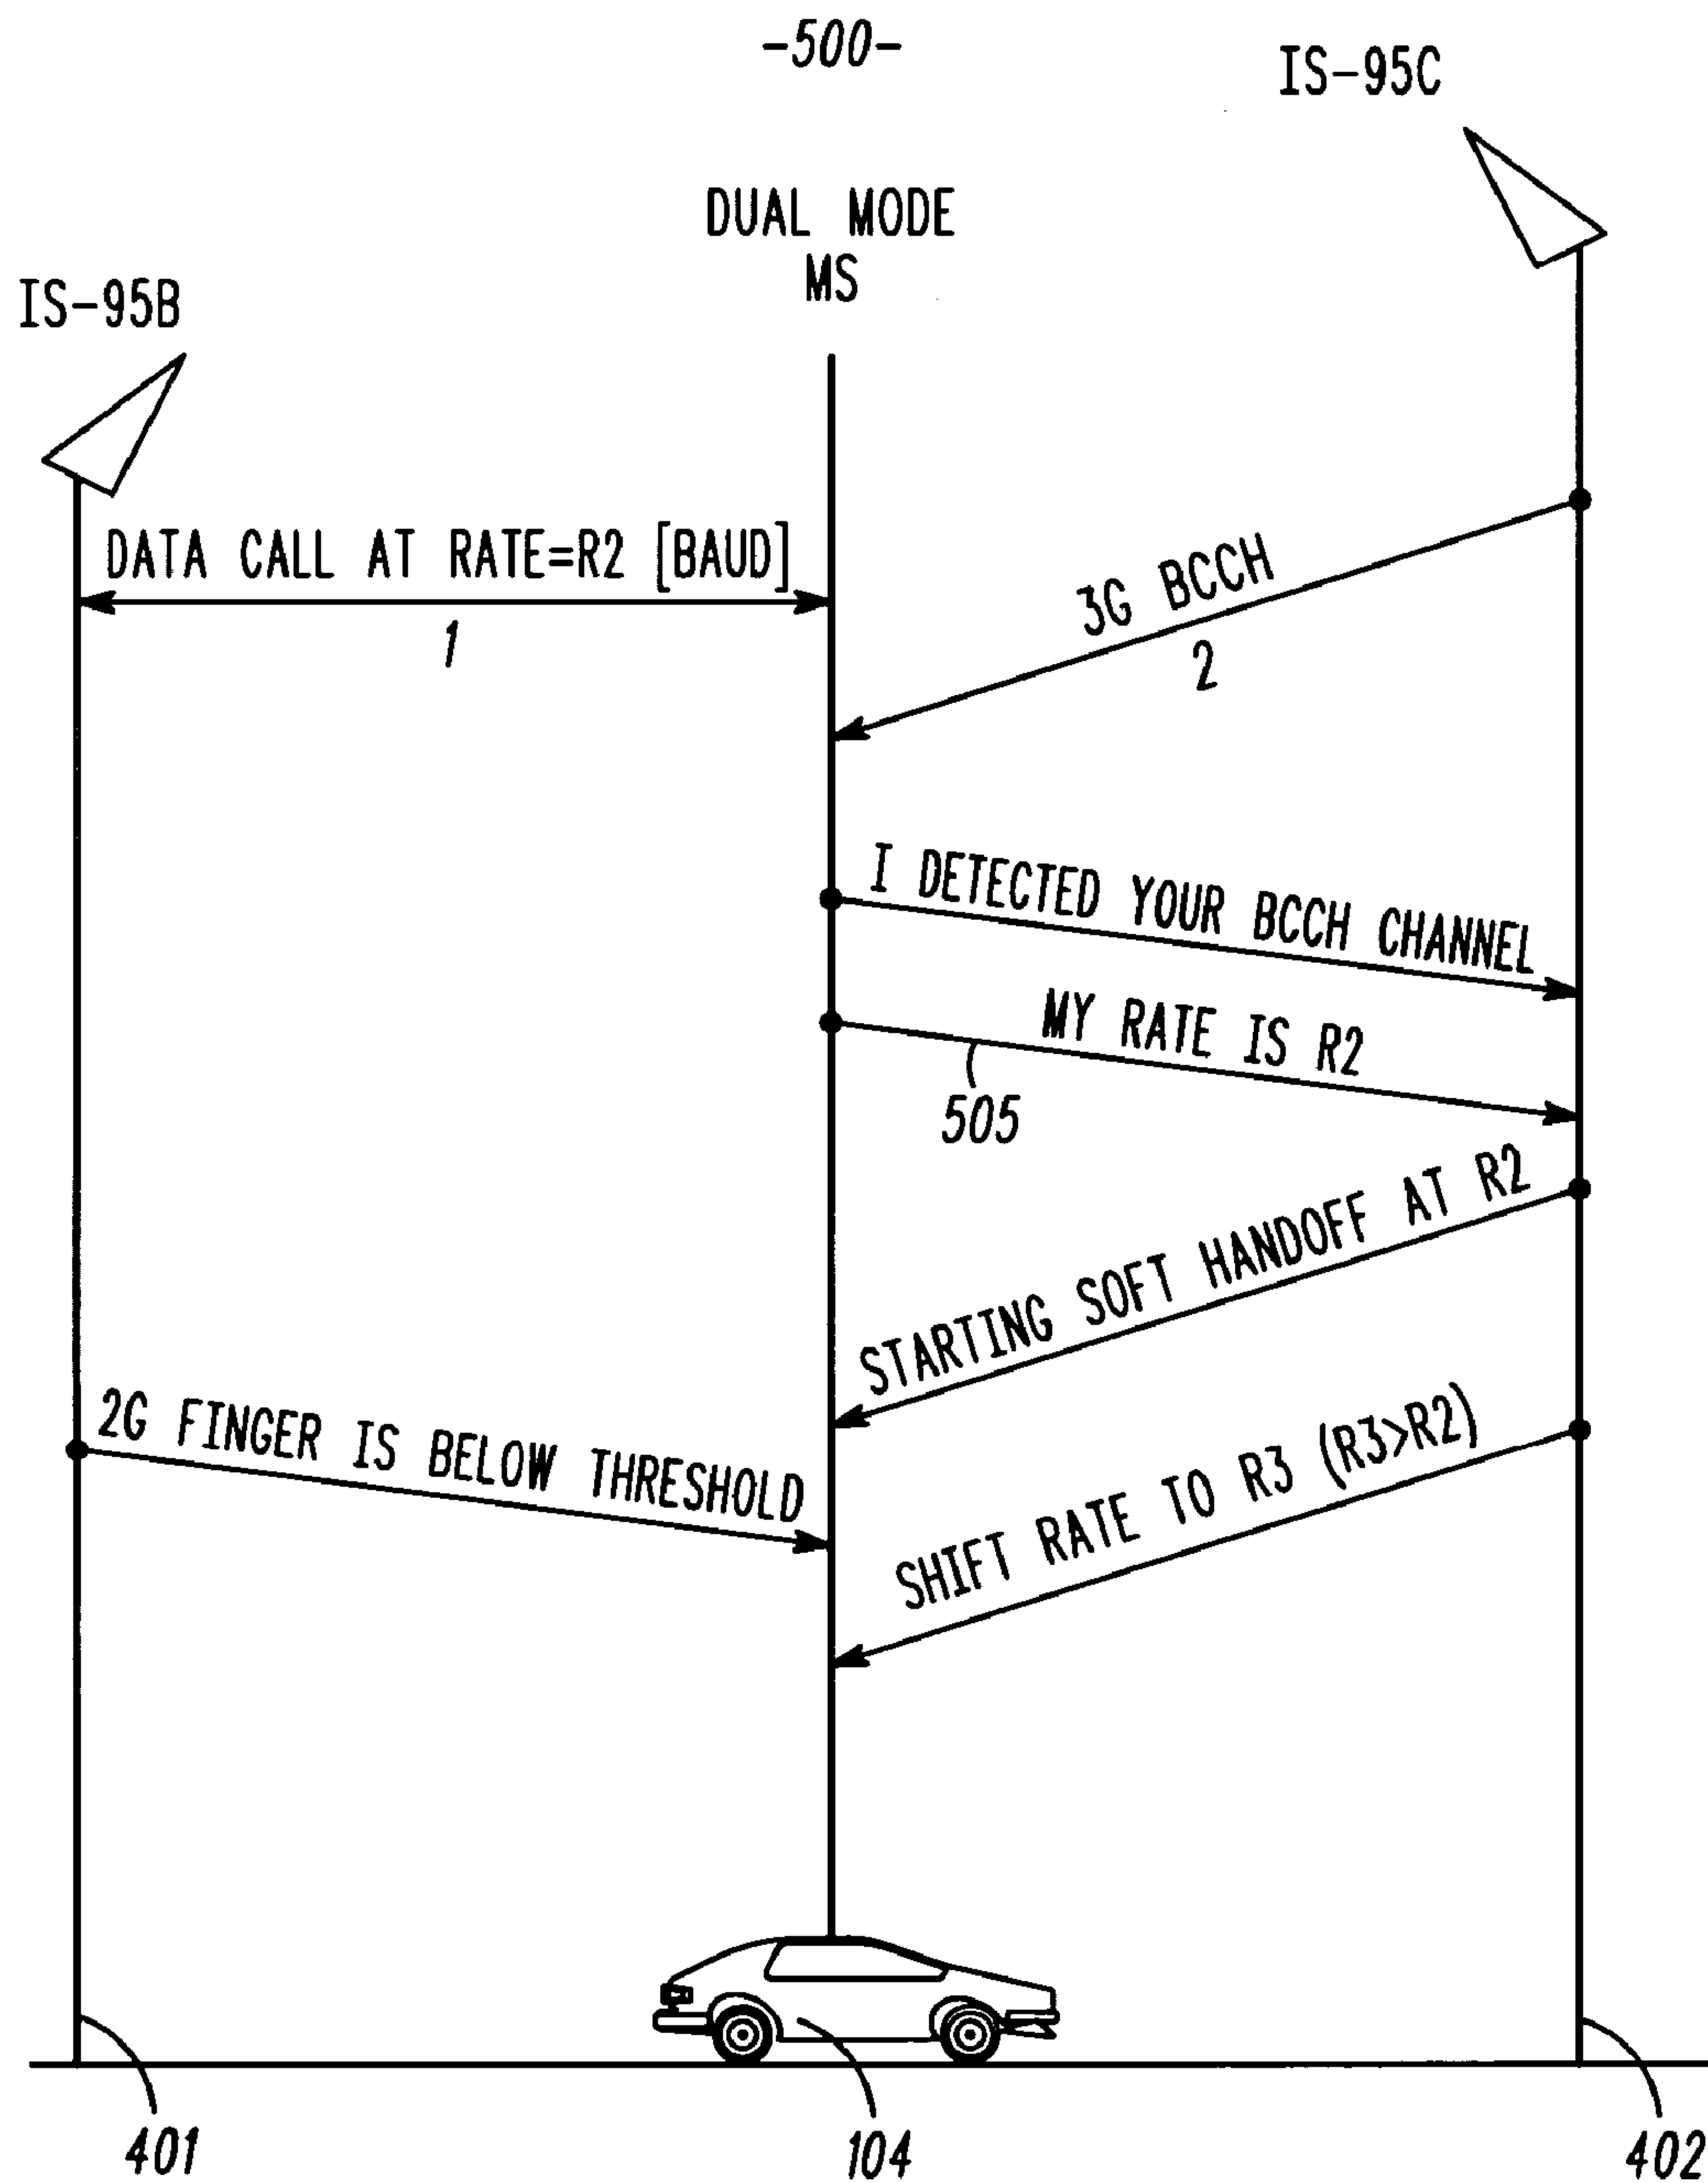 -500-
IS-95C
DUAL MODE
MS
IS-95B
DATA CALL AT RATE=R2 [BAUD]
1
3G BCCH
2
I DETECTED YOUR BCCH CHANNEL
MY RATE IS R2
505
STARTING SOFT HANDOFF AT R2
2G FINGER IS BELOW THRESHOLD
SHIFT RATE TO R3 (R3>R2)
401
104
402